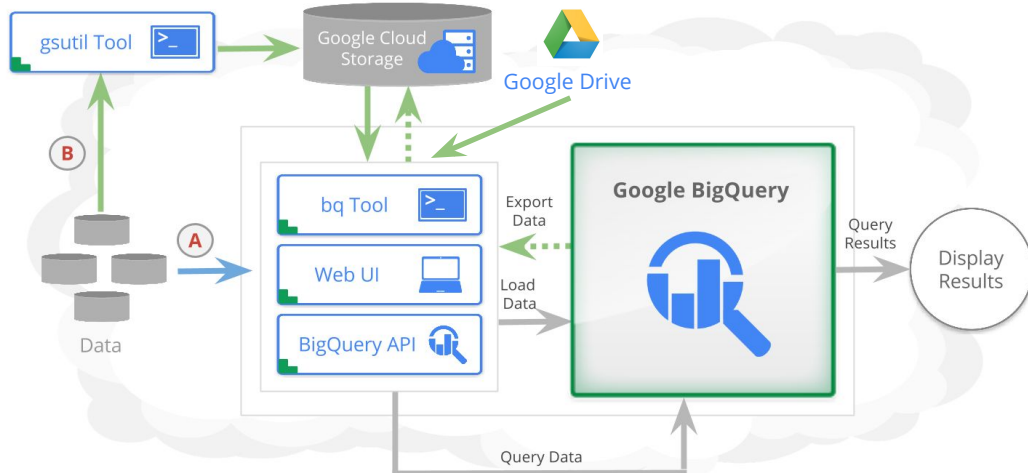 gsutil Tool
>_
Google Cloud
Storage
Google Drive
B
A
Data
bq Tool
>_
Web UI
BigQuery API
Export
Data
Load
Data
Google BigQuery
Query
Results
Display
Results
Query Data